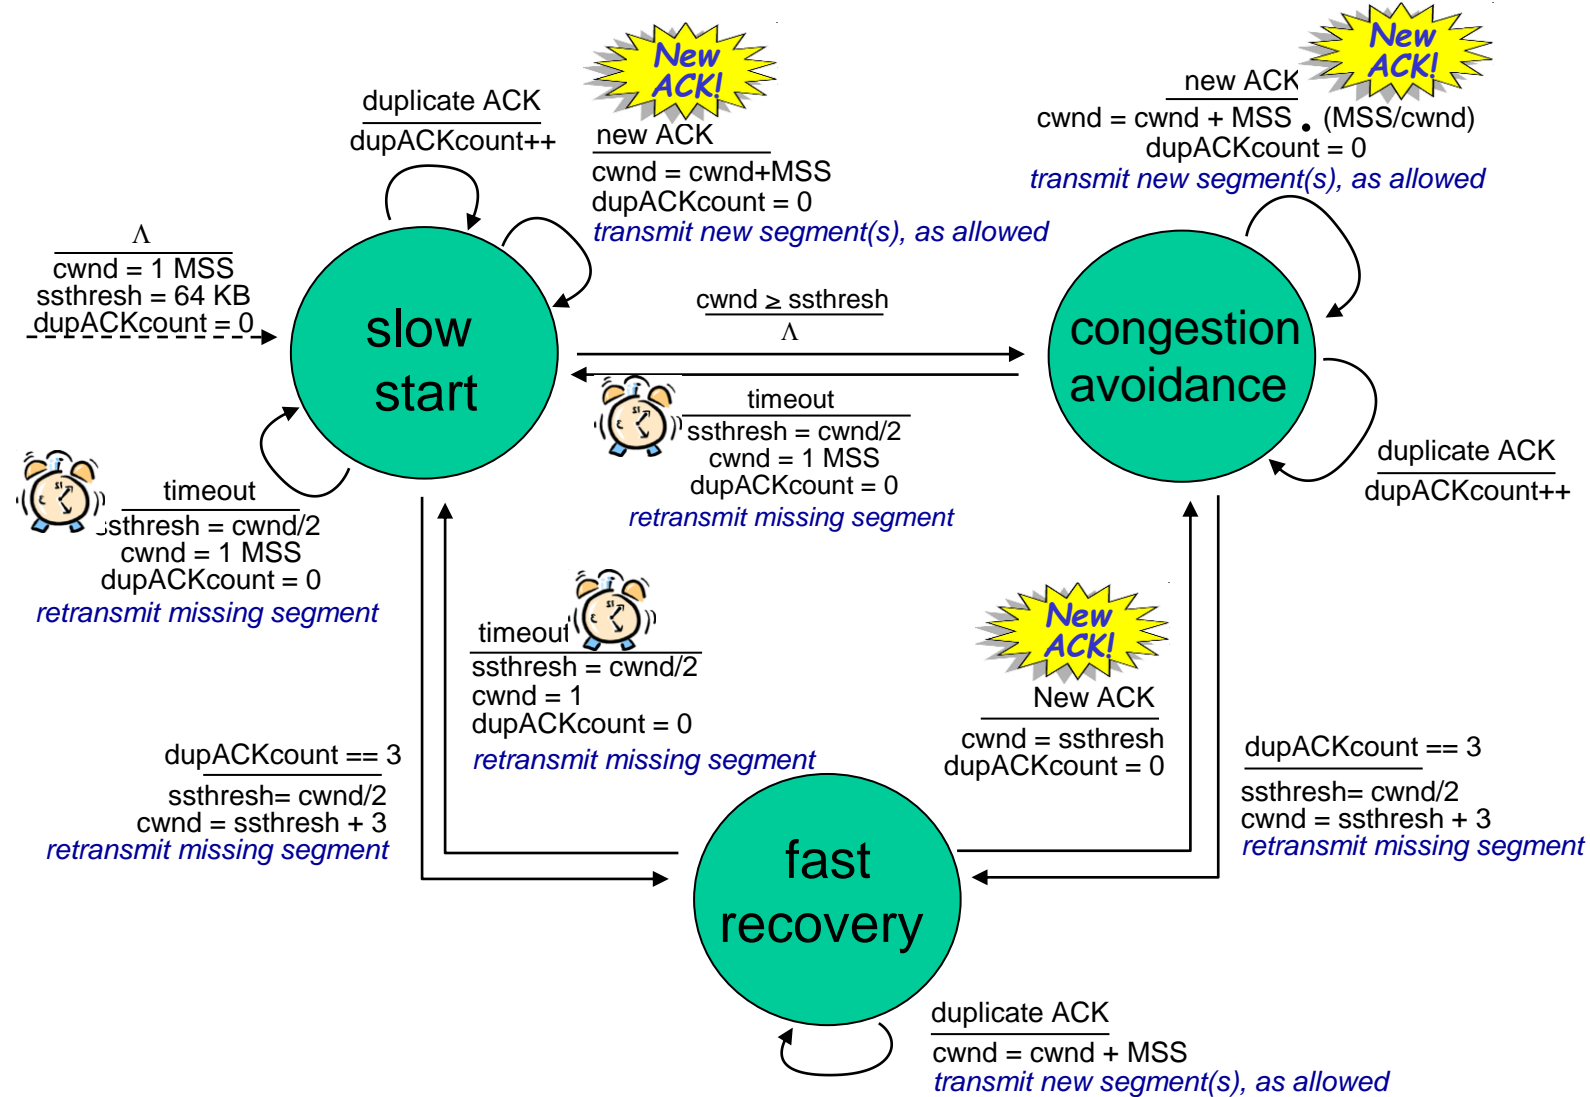 New
ACK!
duplicate ACK
dupACKcount++
new ACK
cwnd = cwnd+MSS
dupACKcount = 0
transmit new segment(s), as allowed
New
ACK!
new ACK
cwnd = cwnd + MSS • (MSS/cwnd)
dupACKcount = 0
transmit new segment(s), as allowed
Λ
cwnd = 1 MSS
ssthresh = 64 KB
dupACKcount = 0
slow
start
cwnd ≥ ssthresh
Λ
congestion
avoidance
timeout
ssthresh = cwnd/2
cwnd = 1 MSS
dupACKcount = 0
retransmit missing segment
duplicate ACK
dupACKcount++
timeout
ssthresh = cwnd/2
cwnd = 1 MSS
dupACKcount = 0
retransmit missing segment
timeout
ssthresh = cwnd/2
cwnd = 1
dupACKcount = 0
retransmit missing segment
New
ACK!
New ACK
cwnd = ssthresh
dupACKcount = 0
dupACKcount == 3
ssthresh= cwnd/2
cwnd = ssthresh + 3
retransmit missing segment
dupACKcount == 3
ssthresh= cwnd/2
cwnd = ssthresh + 3
retransmit missing segment
fast
recovery
duplicate ACK
cwnd = cwnd + MSS
transmit new segment(s), as allowed